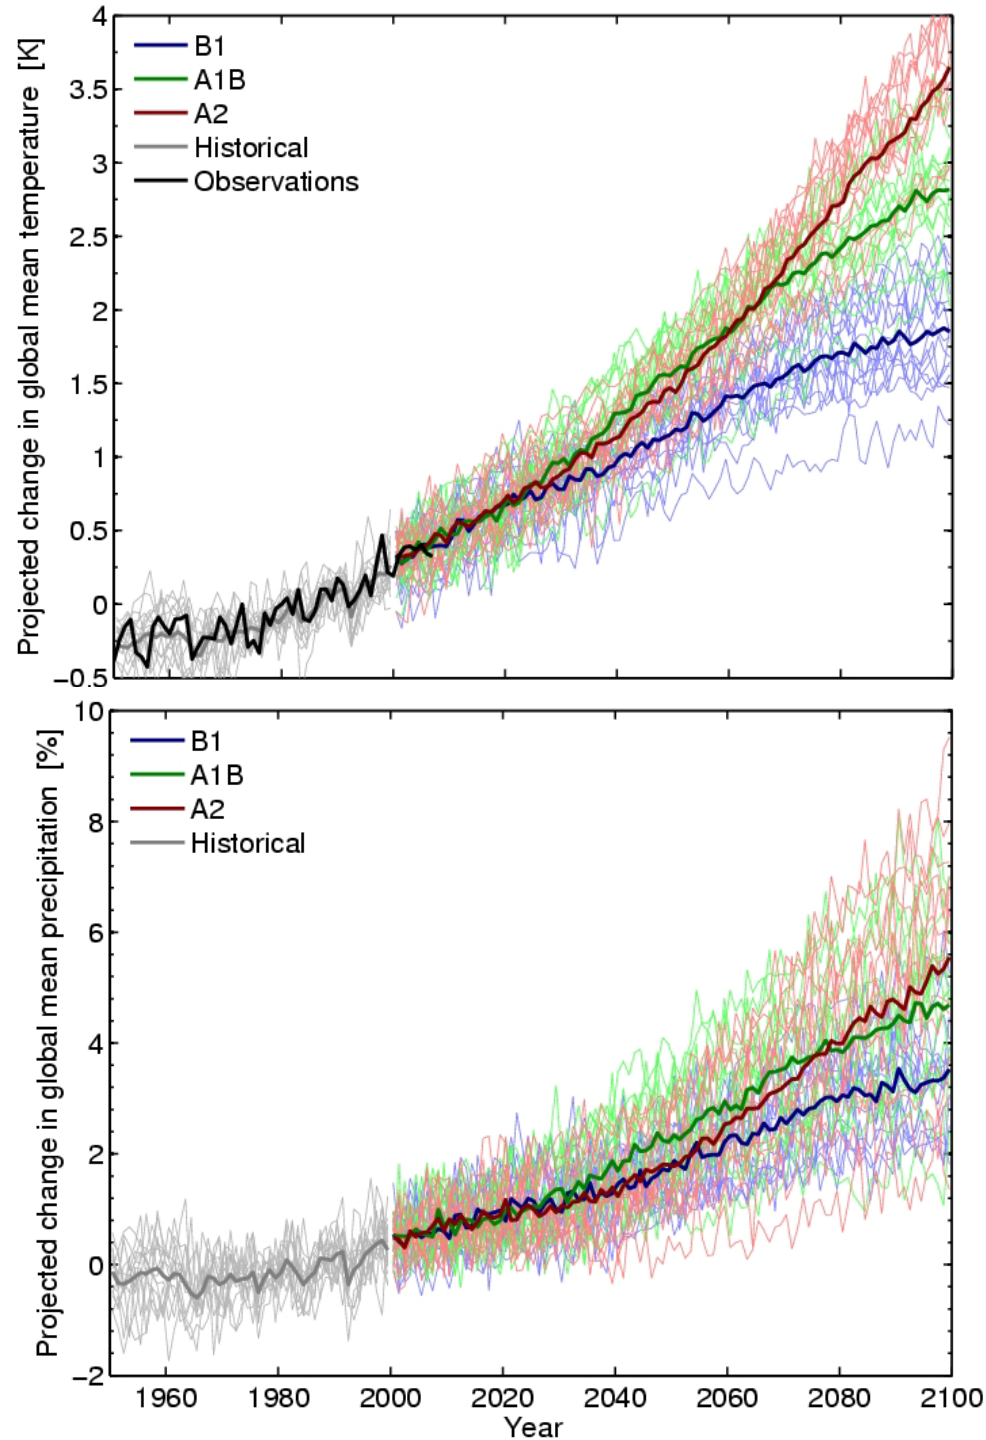 Projected change in global mean temperature [K]
4
3.5
3
2.5
2
1.5
1
0.5
0
−0.5
B1
A1B
A2
Historical
Observations
Projected change in global mean precipitation [%]
10
8
6
4
2
0
−2
B1
A1B
A2
Historical
1960 1980 2000 2020 2040 2060 2080 2100
Year